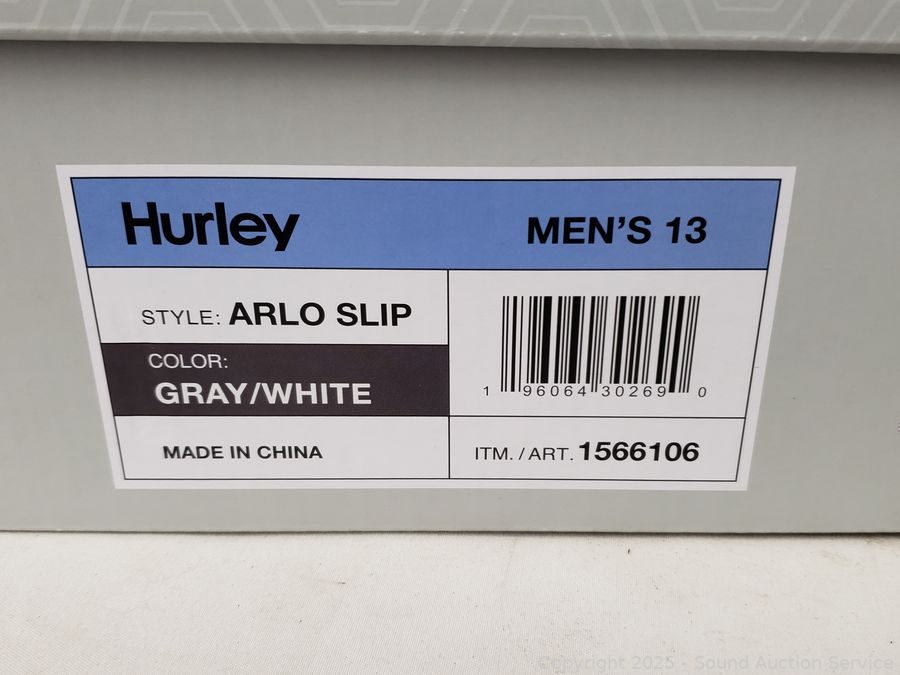 Hurley
MEN'S 13
STYLE: ARLO SLIP
COLOR:
GRAY/WHITE
1 96064 30269 0
MADE IN CHINA
ITM. / ART. 1566106
Copyright 2025 - Sound Auction Service